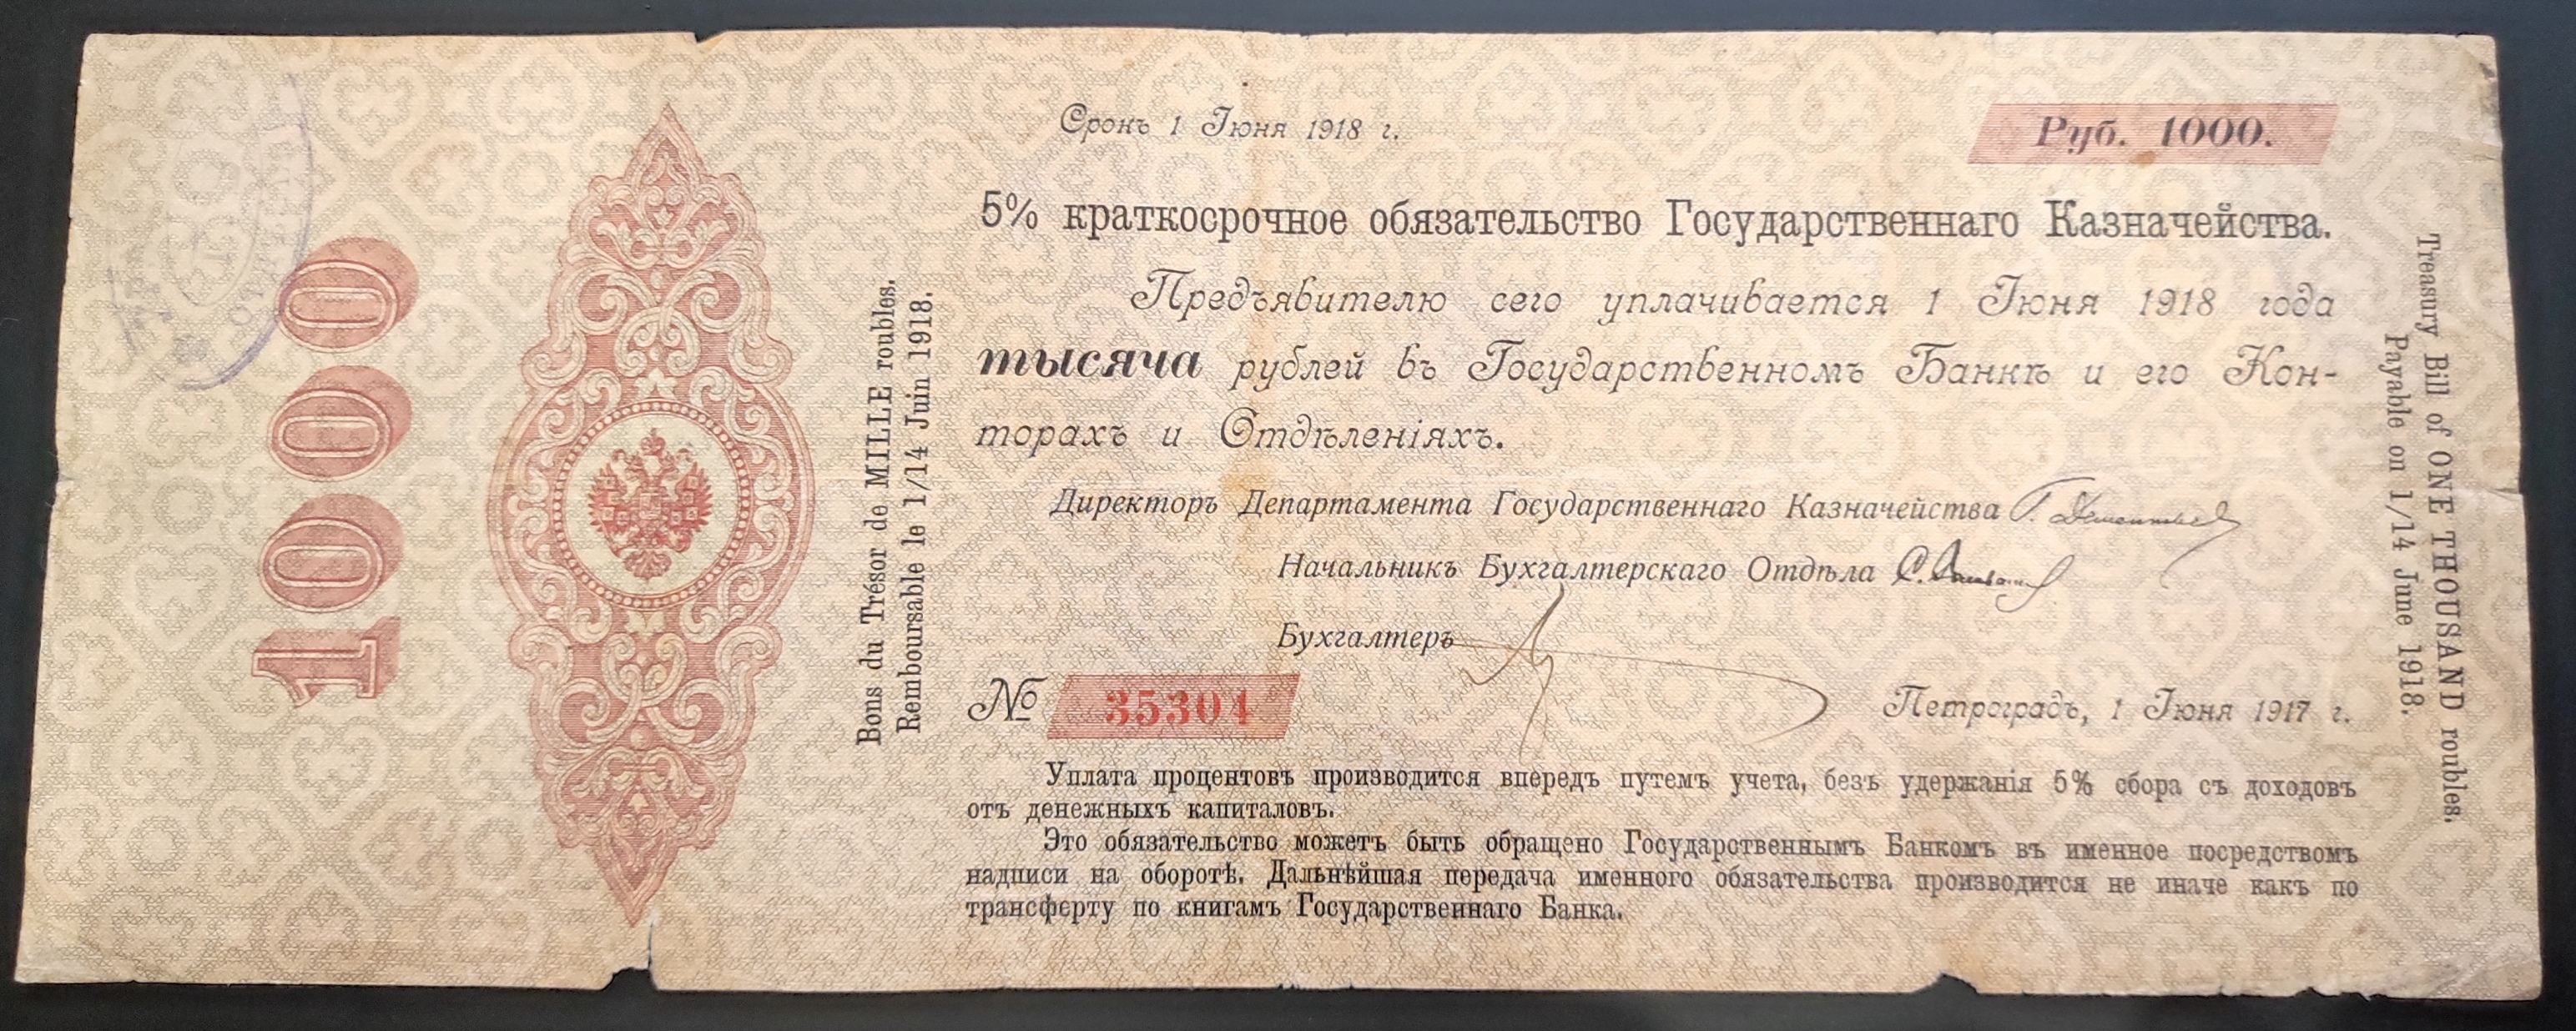 1000
Bons du Trésor de MILLE roubles.
Remboursable le 1/14 Juin 1918.
Срокъ 1 Іюня 1918 г.
Руб. 1000.
5% краткосрочное обязательство Государственнаго Казначейства.
Предъявителю сего уплачивается 1 Іюня 1918 года
тысяча рублей въ Государственномъ Банкѣ и его Кон-
торахъ и Отдѣленіяхъ.
Директоръ Департамента Государственнаго Казначейства
Начальникъ Бухгалтерскаго Отдѣла
Бухгалтеръ
№ 35304
Петроградъ, 1 Іюня 1917 г.
Уплата процентовъ производится впередъ путемъ учета, безъ удержанія 5% сбора съ доходовъ
отъ денежныхъ капиталовъ.
Это обязательство можетъ быть обращено Государственнымъ Банкомъ въ именное посредствомъ
надписи на оборотѣ. Дальнѣйшая передача именного обязательства производится не иначе какъ по
трансферту по книгамъ Государственнаго Банка.
Treasury Bill of ONE THOUSAND roubles.
Payable on 1/14 June 1918.